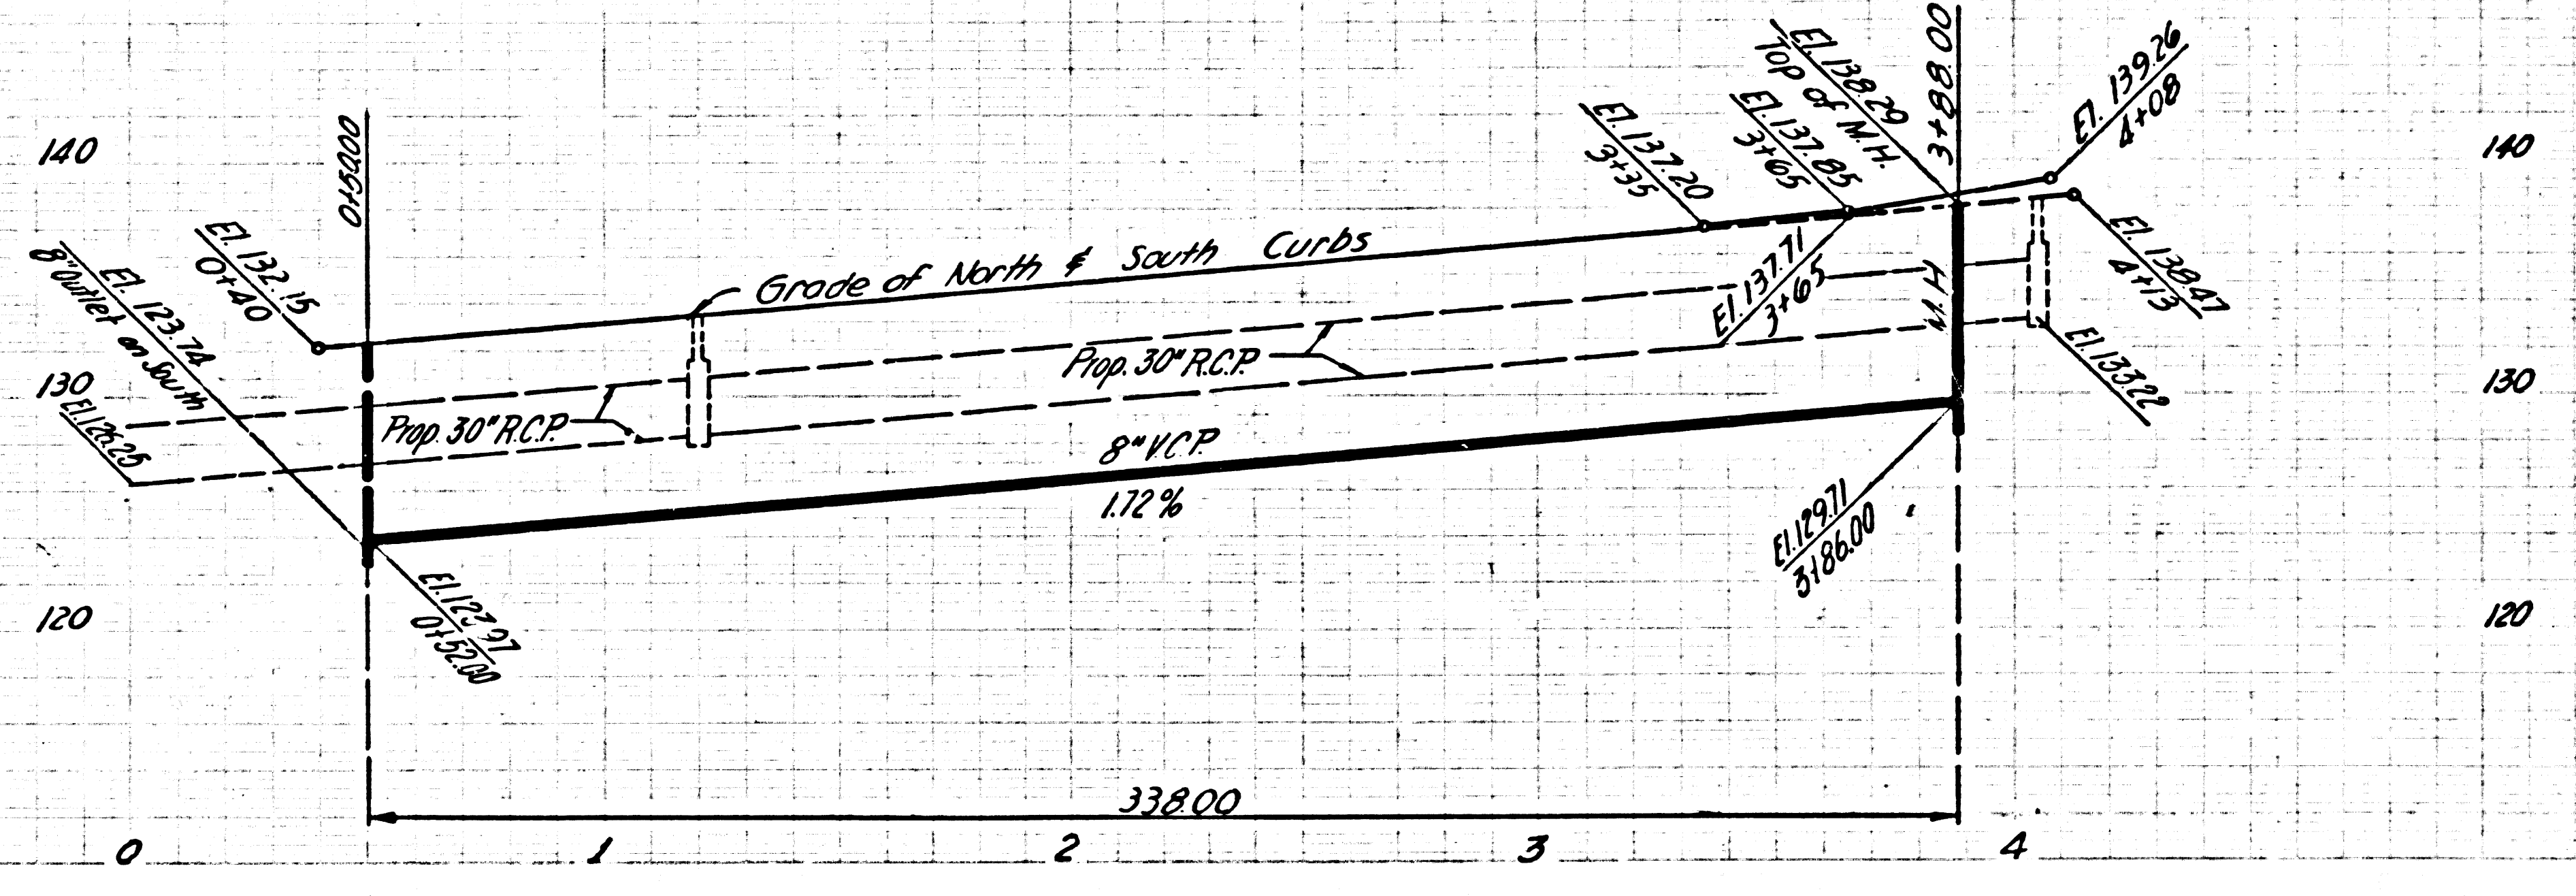 140
140
130
130
120
120
0+50.00
El. 132.15
0+40
El. 123.74
8" Outlet on South
El. 126.25
Grade of North & South Curbs
Prop. 30" R.C.P.
Prop. 30" R.C.P.
8" V.C.P.
1.72%
El. 137.20
3+35
El. 137.85
3+65
El. 138.29
Top of M.H.
3+88.00
El. 139.26
4+08
El. 137.71
3+65
M.H.
El. 138.47
4+13
El. 133.22
El. 129.71
3+86.00
El. 123.97
0+52.00
338.00
0 1 2 3 4